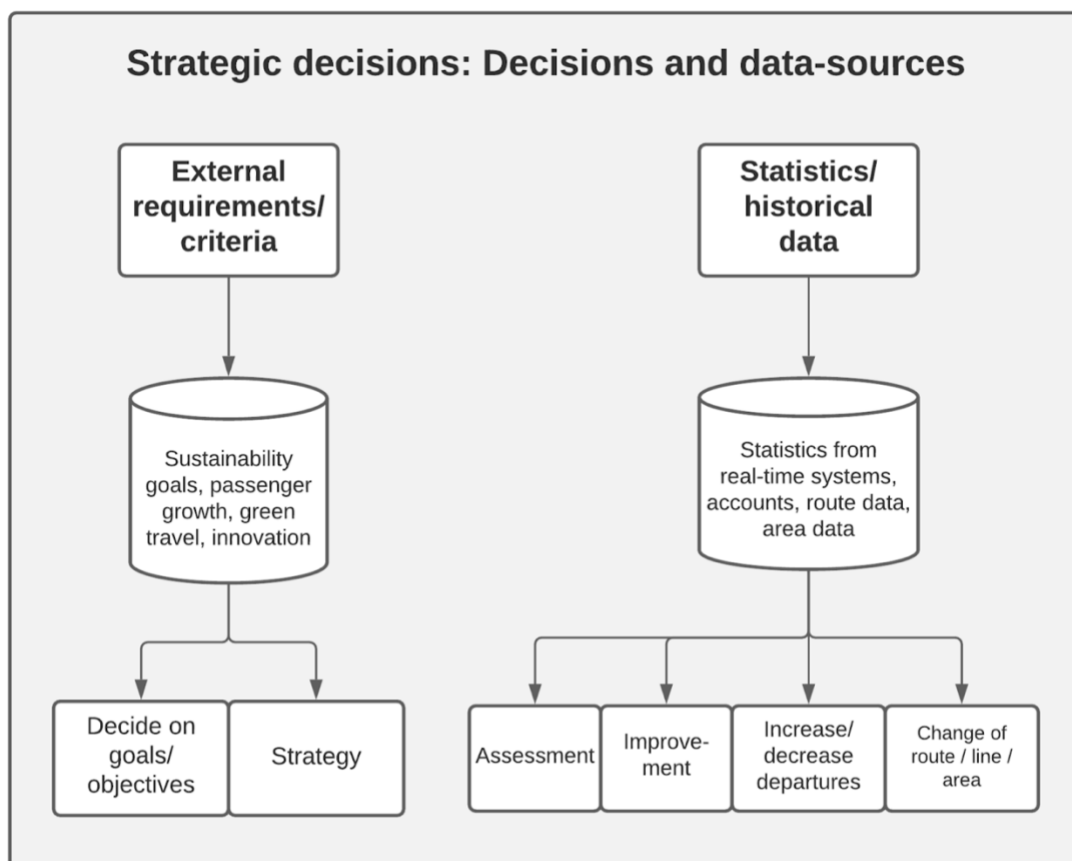 Strategic decisions: Decisions and data-sources
External
requirements/
criteria
Statistics/
historical
data
Sustainability
goals, passenger
growth, green
travel, innovation
Statistics from
real-time systems,
accounts, route data,
area data
Decide on
goals/
objectives
Strategy
Assessment
Improve-
ment
Increase/
decrease
departures
Change of
route / line /
area